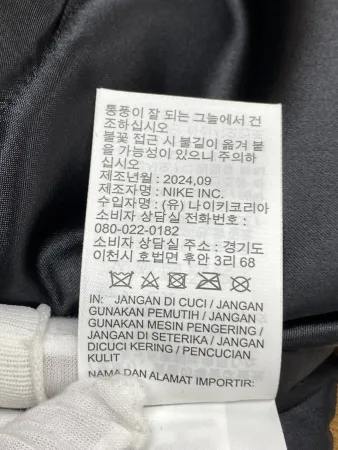 통풍이 잘 되는 그늘에서 건
조하십시오
불꽃 접근 시 불길이 옮겨 붙
을 가능성이 있으니 주의하
십시오
제조년월 : 2024,09
제조자명 : NIKE INC.
수입자명 : (유) 나이키코리아
소비자 상담실 전화번호 :
080-022-0182
소비자 상담실 주소 : 경기도
이천시 호법면 후안 3리 68
IN: JANGAN DI CUCI / JANGAN
GUNAKAN PEMUTIH / JANGAN
GUNAKAN MESIN PENGERING /
JANGAN DI SETERIKA / JANGAN
DICUCI KERING / PENCUCIAN
KULIT
NAMA DAN ALAMAT IMPORTIR: